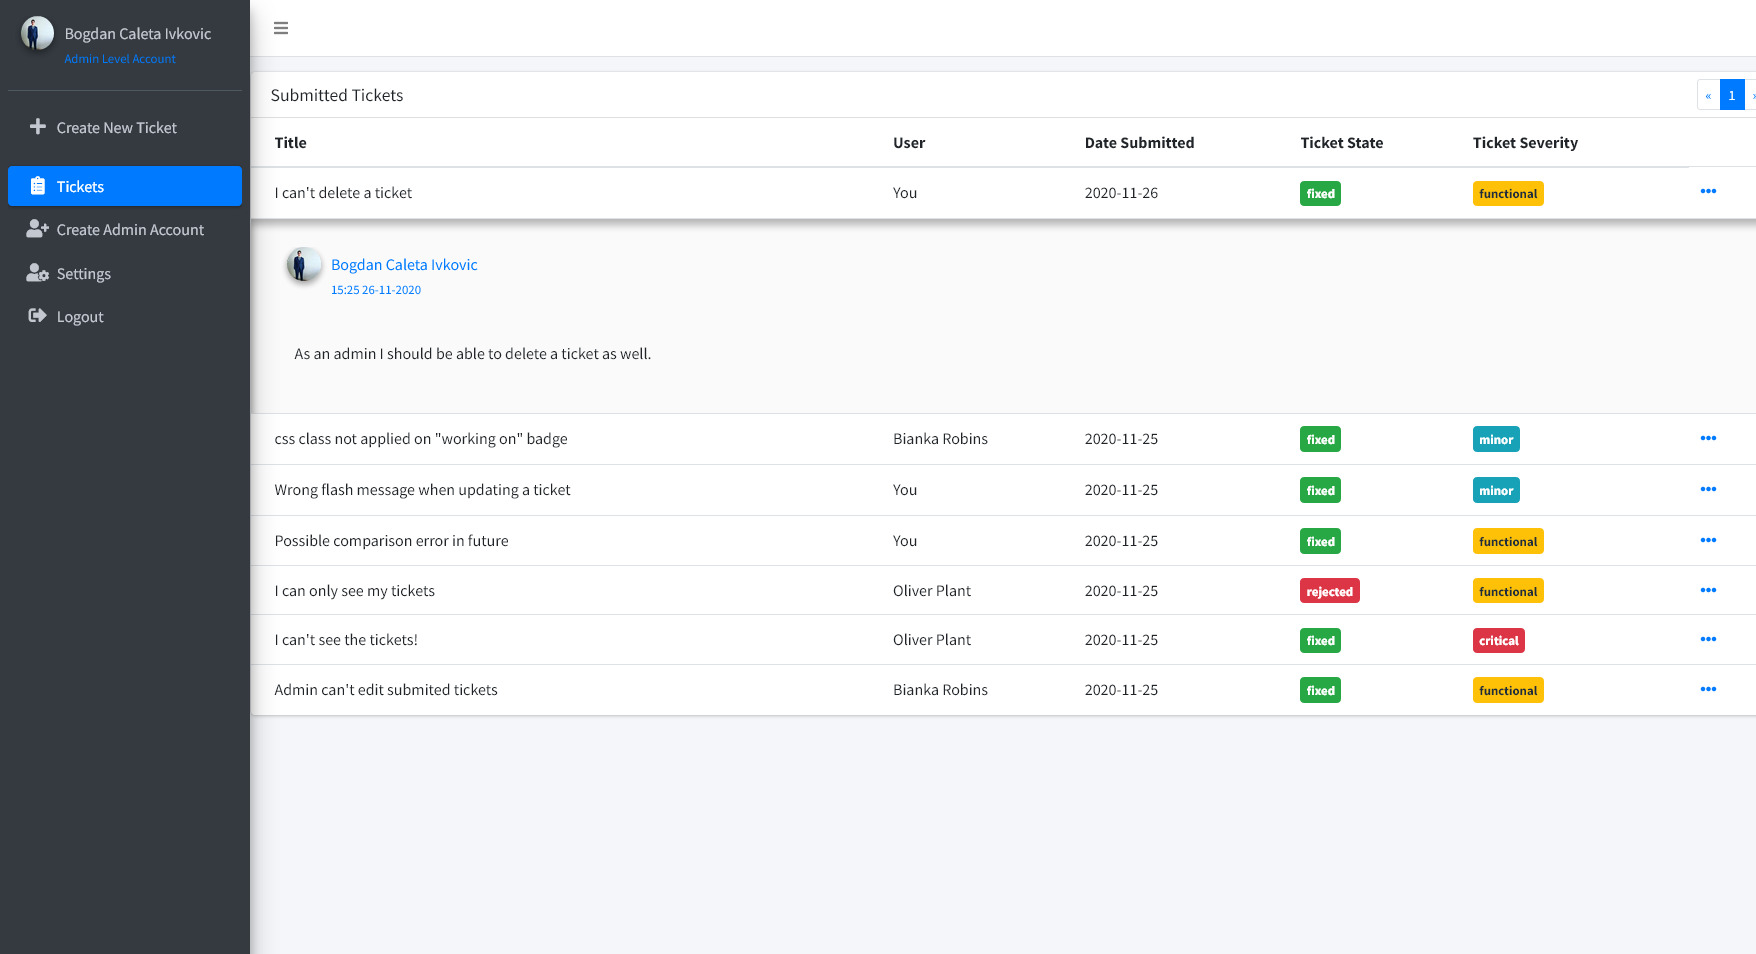 Bogdan Caleta Ivkovic
Admin Level Account
Create New Ticket
Tickets
Create Admin Account
Settings
Logout
Submitted Tickets
« 1 »
Title User Date Submitted Ticket State Ticket Severity
I can't delete a ticket You 2020-11-26 fixed functional
Bogdan Caleta Ivkovic
15:25 26-11-2020
As an admin I should be able to delete a ticket as well.
css class not applied on "working on" badge Bianka Robins 2020-11-25 fixed minor
Wrong flash message when updating a ticket You 2020-11-25 fixed minor
Possible comparison error in future You 2020-11-25 fixed functional
I can only see my tickets Oliver Plant 2020-11-25 rejected functional
I can't see the tickets! Oliver Plant 2020-11-25 fixed critical
Admin can't edit submited tickets Bianka Robins 2020-11-25 fixed functional